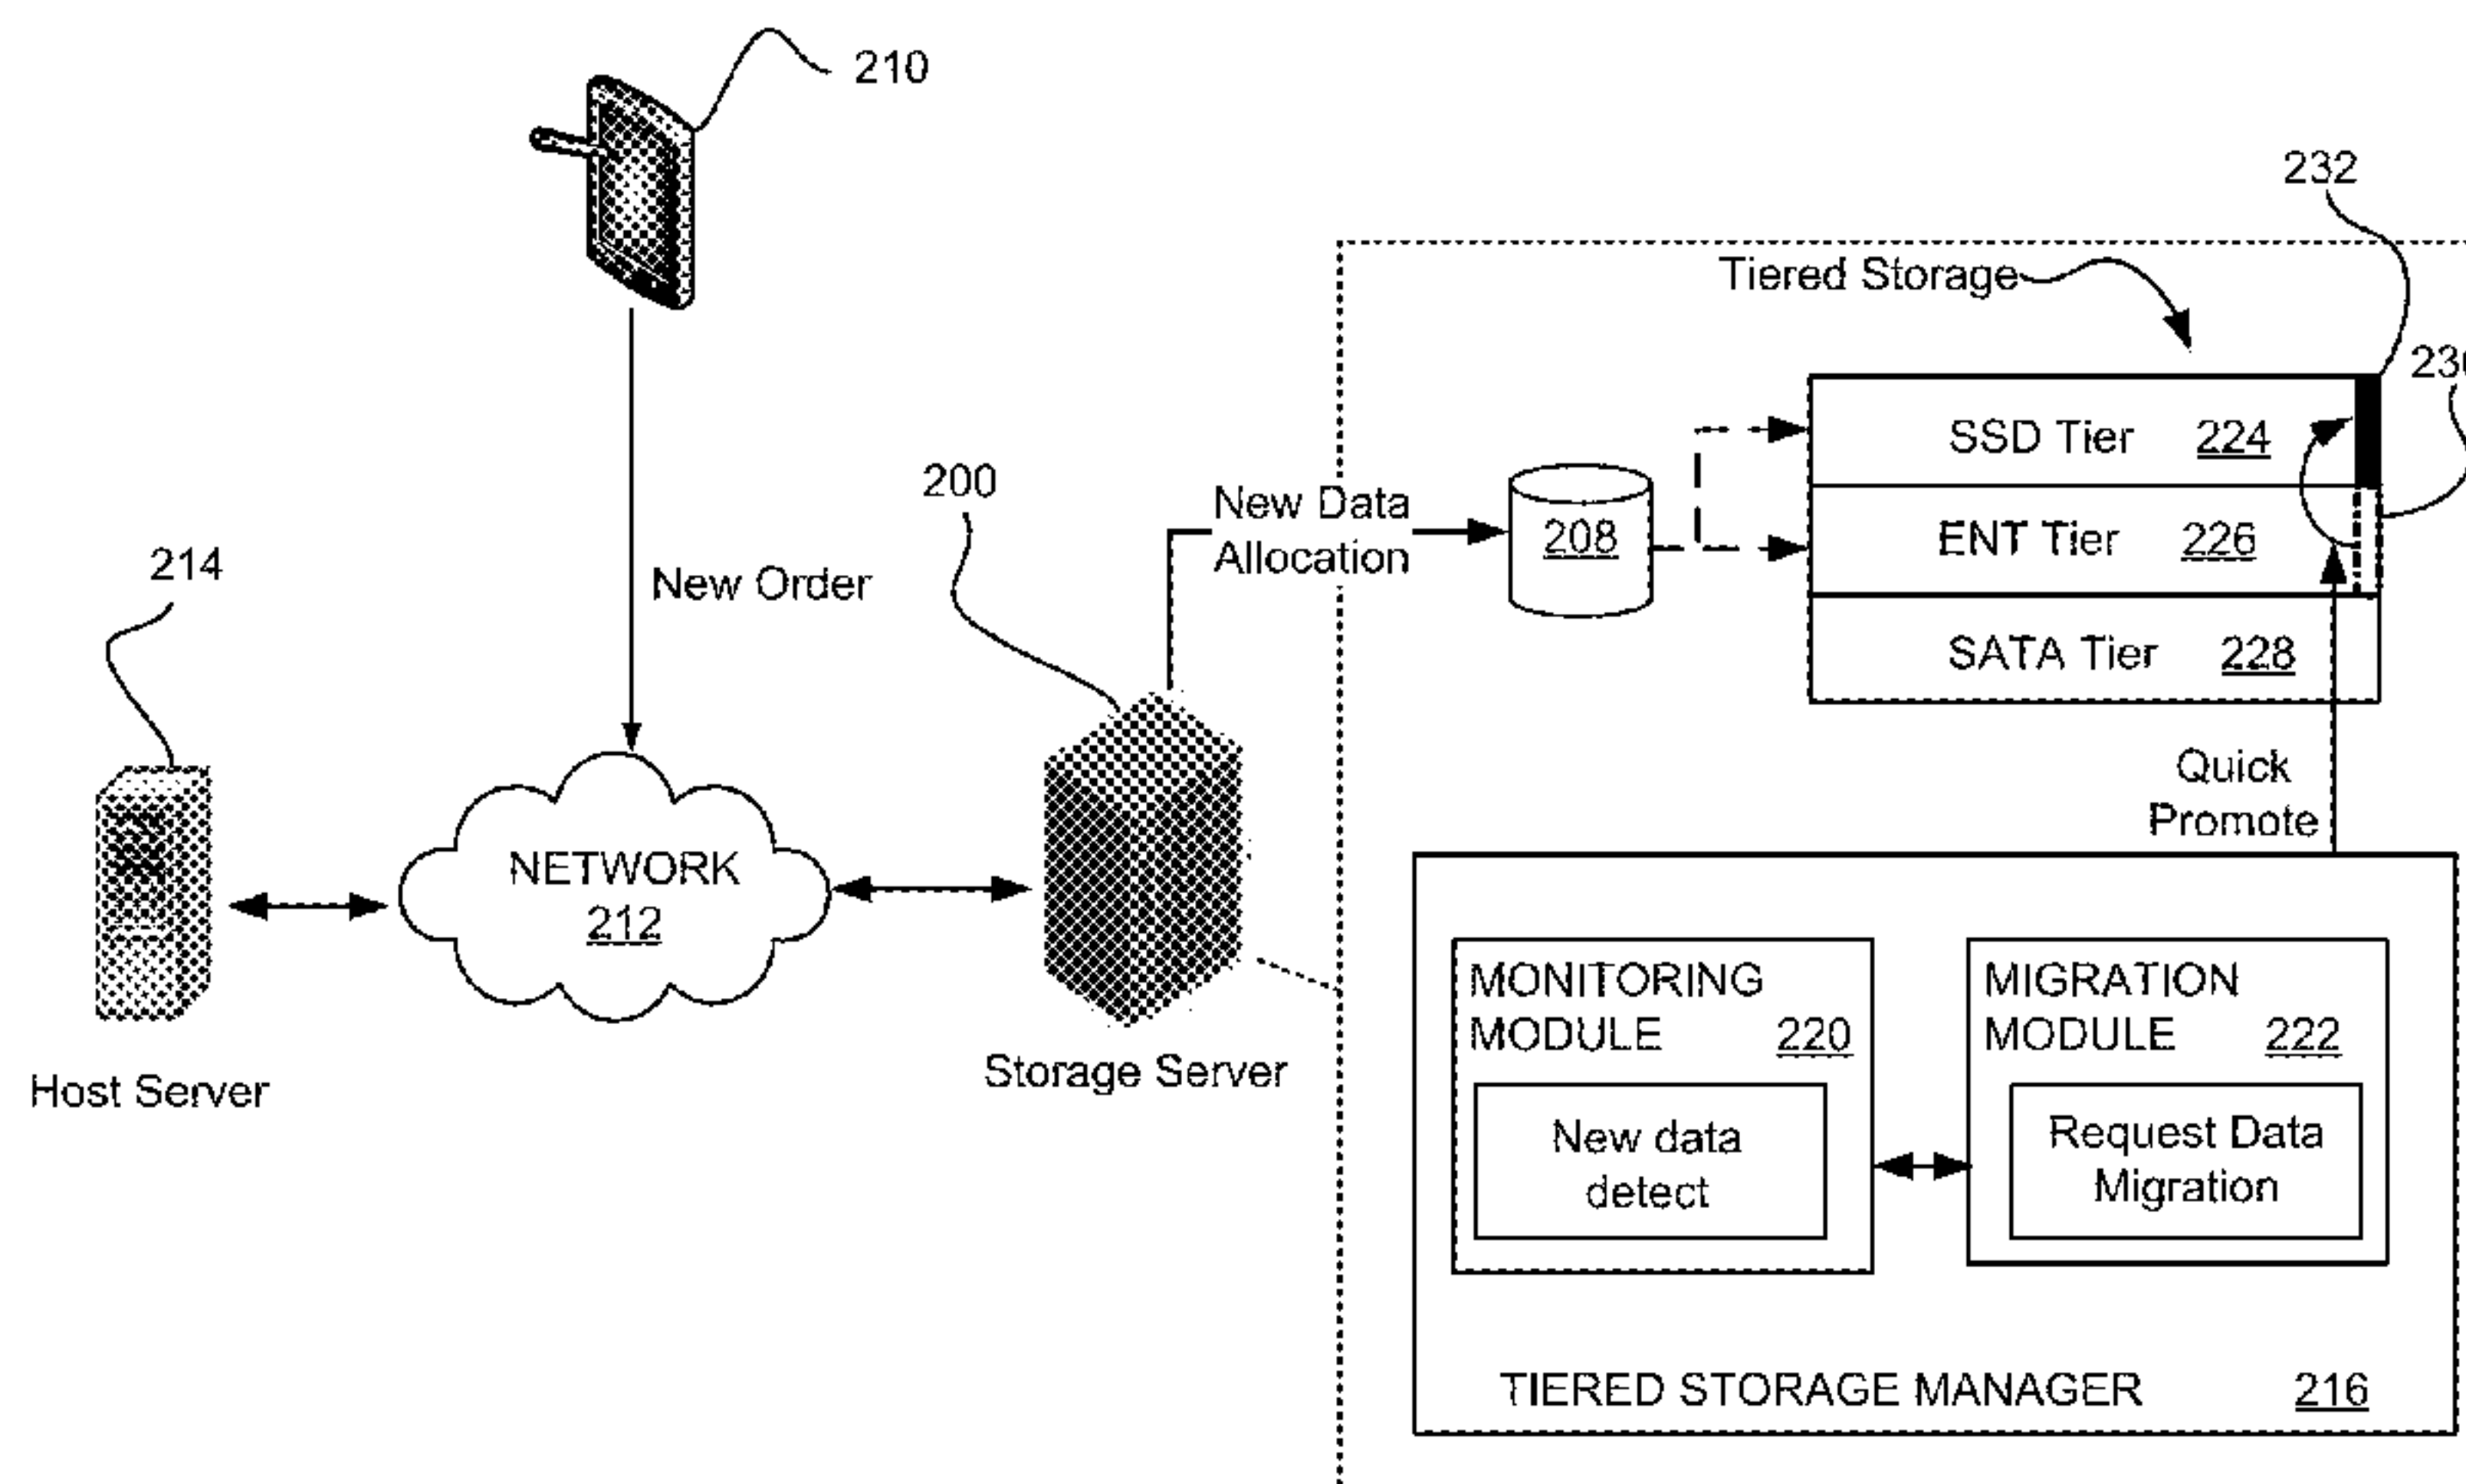 210
232
Tiered Storage
SSD Tier 224
200
New Data
Allocation
208
ENT Tier 226
214
New Order
SATA Tier 228
Quick
Promote
NETWORK
212
MONITORING
MODULE 220
MIGRATION
MODULE 222
Storage Server
Host Server
New data
detect
Request Data
Migration
TIERED STORAGE MANAGER 216